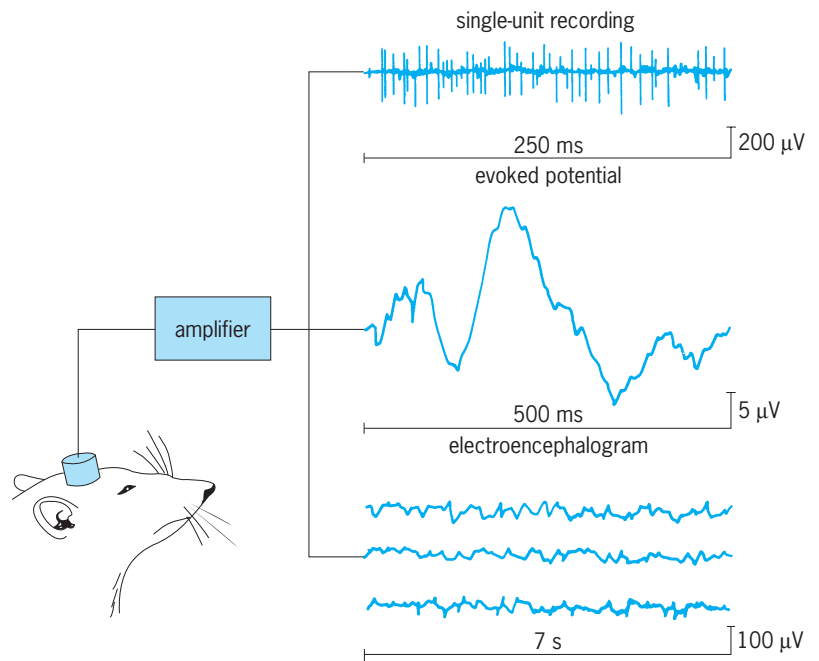 single-unit recording
200 μV
250 ms
evoked potential
amplifier
5 μV
500 ms
electroencephalogram
100 μV
7 s